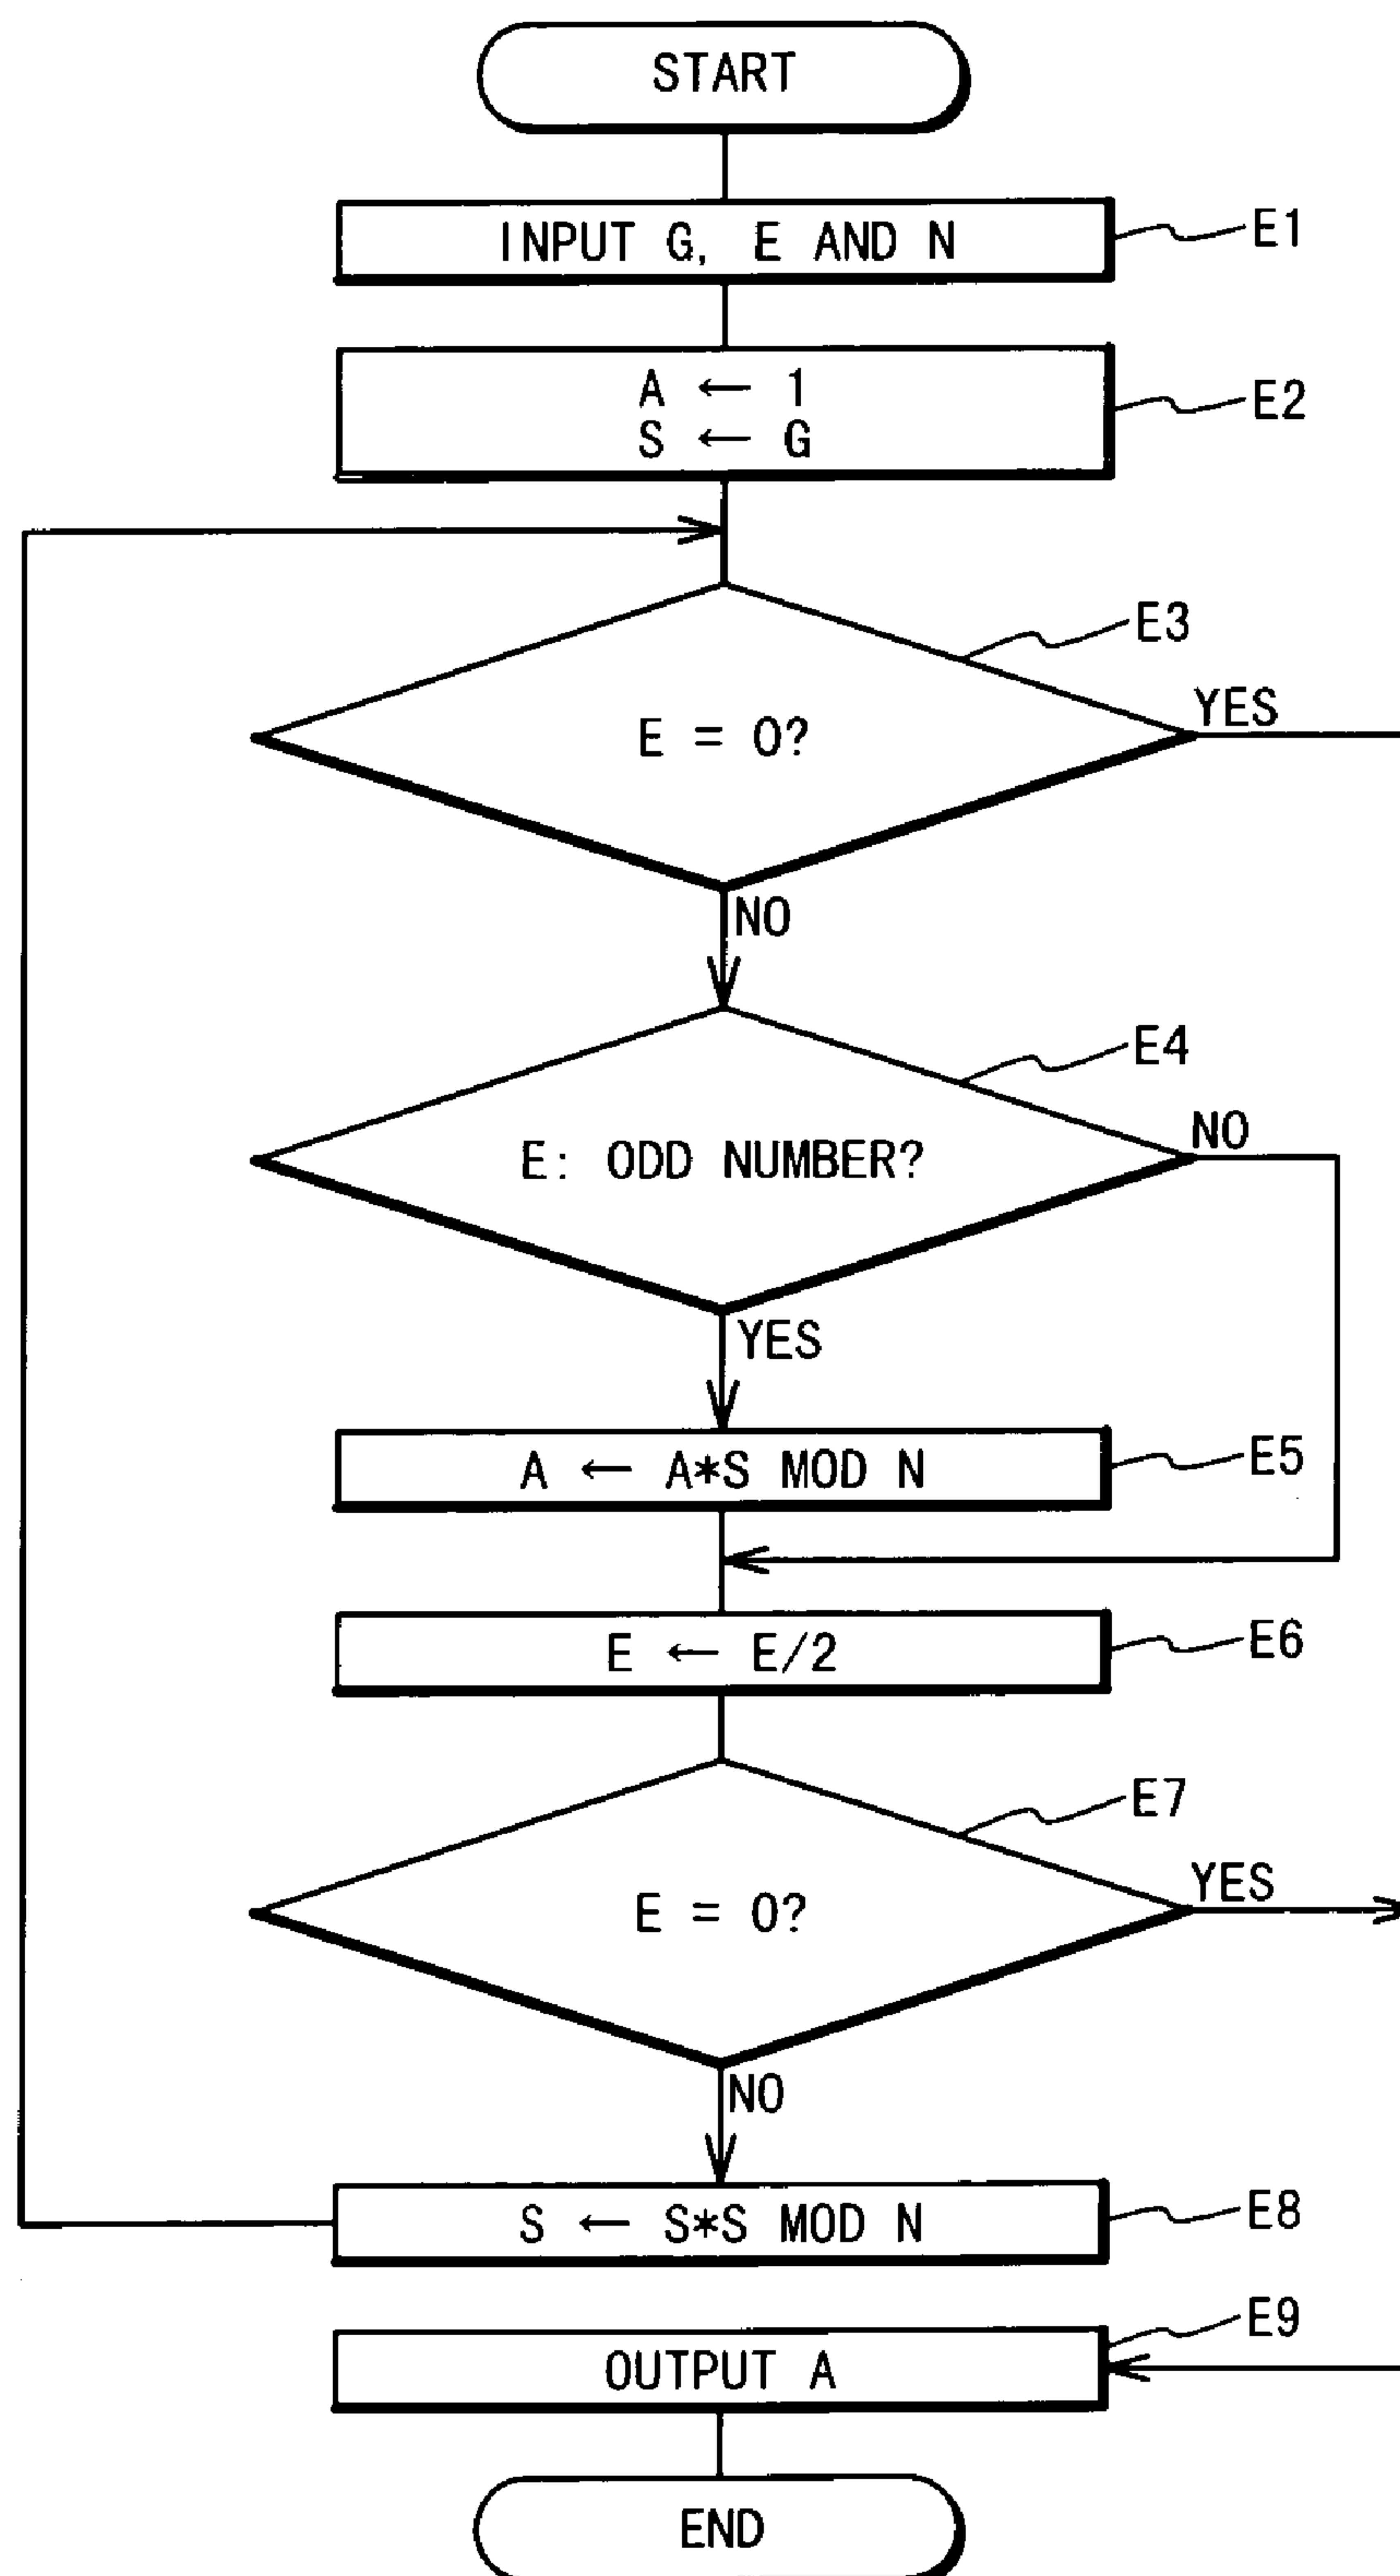 START
INPUT G, E AND N
E1
A ← 1
S ← G
E2
E3
E = 0?
YES
NO
E4
E: ODD NUMBER?
NO
YES
A ← A*S MOD N
E5
E ← E/2
E6
E7
E = 0?
YES
NO
S ← S*S MOD N
E8
E9
OUTPUT A
END